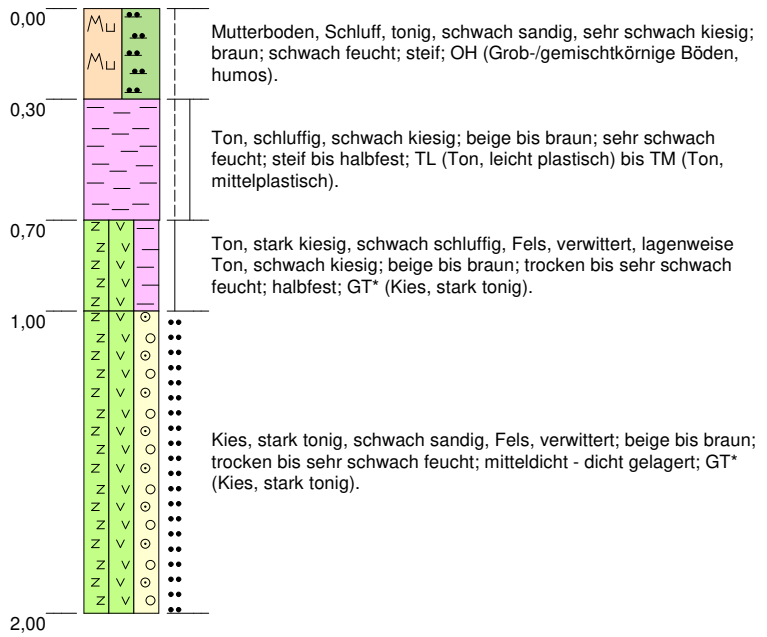 0,00
Mutterboden, Schluff, tonig, schwach sandig, sehr schwach kiesig;
braun; schwach feucht; steif; OH (Grob-/gemischtkörnige Böden,
humos).
0,30
Ton, schluffig, schwach kiesig; beige bis braun; sehr schwach
feucht; steif bis halbfest; TL (Ton, leicht plastisch) bis TM (Ton,
mittelplastisch).
0,70
Ton, stark kiesig, schwach schluffig, Fels, verwittert, lagenweise
Ton, schwach kiesig; beige bis braun; trocken bis sehr schwach
feucht; halbfest; GT* (Kies, stark tonig).
1,00
Kies, stark tonig, schwach sandig, Fels, verwittert; beige bis braun;
trocken bis sehr schwach feucht; mitteldicht - dicht gelagert; GT*
(Kies, stark tonig).
2,00